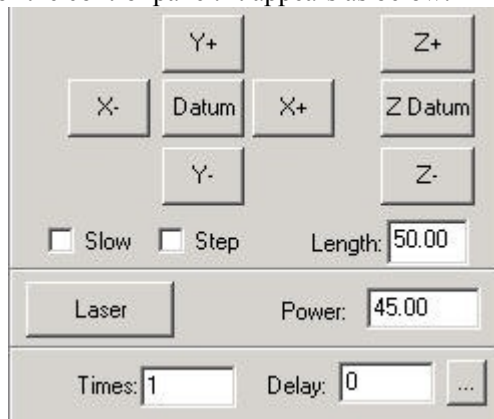 Y+ Z+
X- Datum X+ Z Datum
Y- Z-
Slow Step Length: 50.00
Laser Power: 45.00
Times: 1 Delay: 0 ...